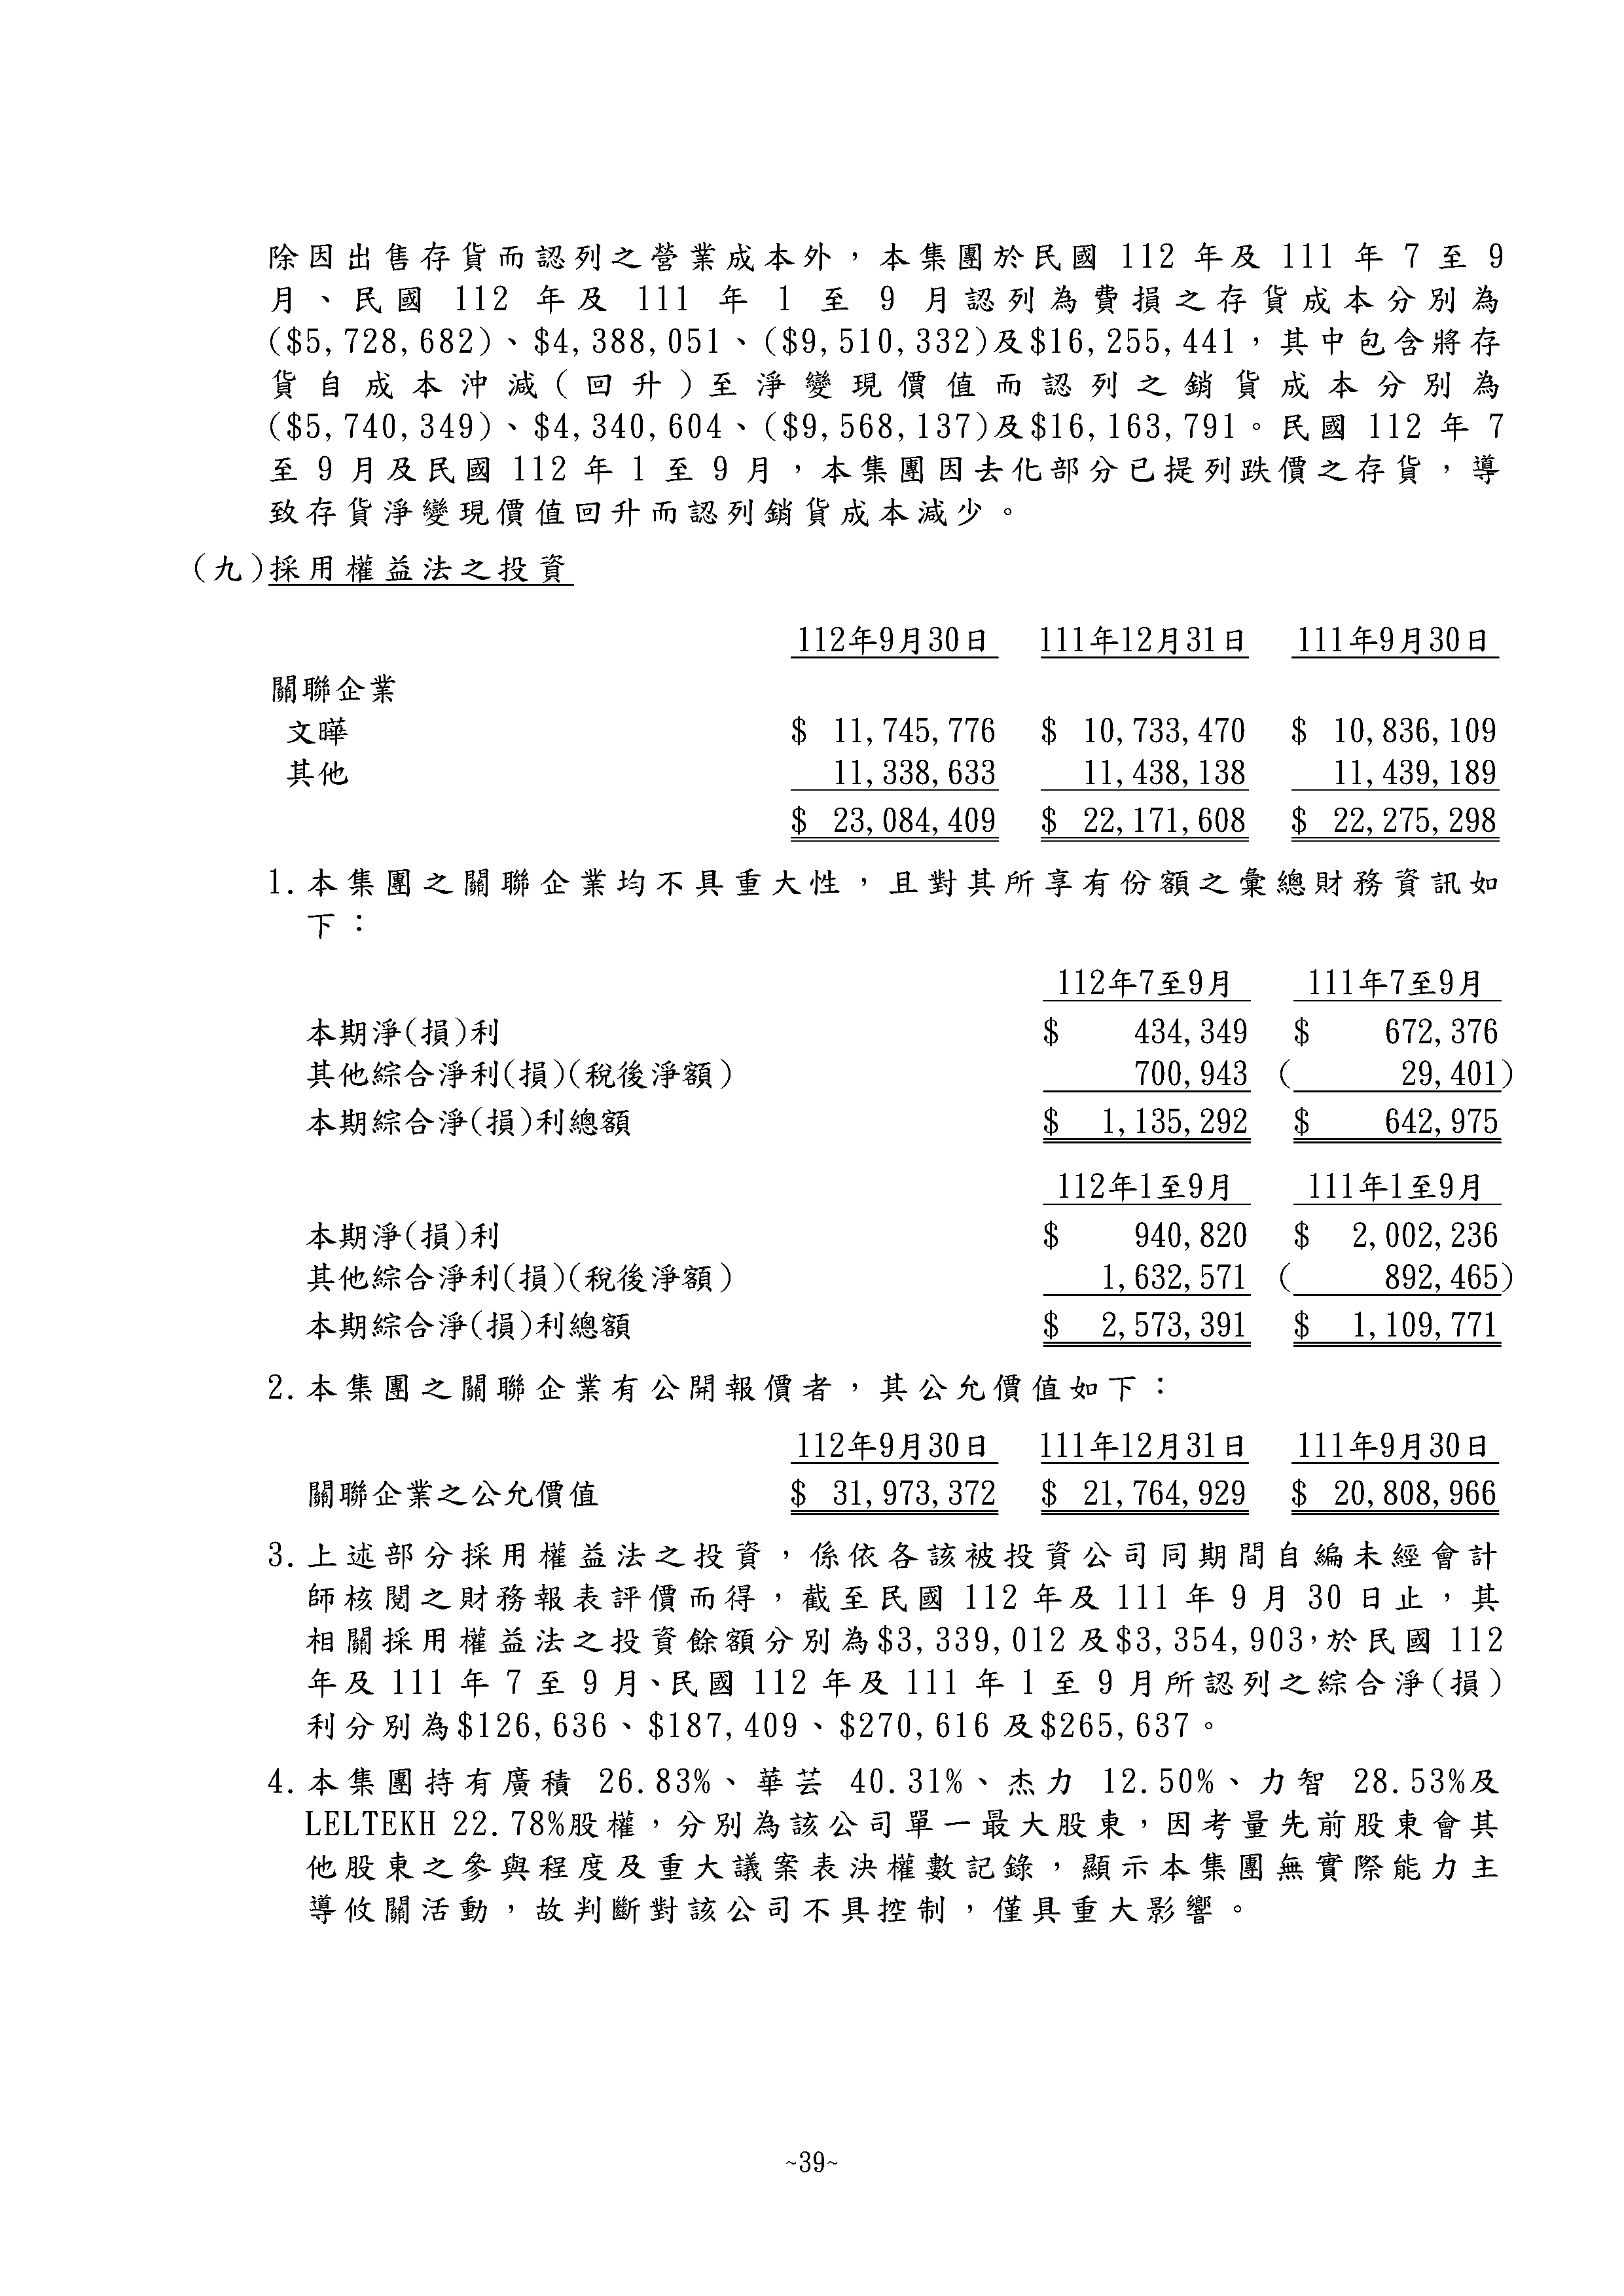 除因出售存貨而認列之營業成本外，本集團於民國 112 年及 111 年 7 至 9
月、民國 112 年及 111 年 1 至 9 月認列為費損之存貨成本分別為
($5,728,682)、$4,388,051、($9,510,332)及$16,255,441，其中包含將存
貨自成本沖減(回升)至淨變現價值而認列之銷貨成本分別為
($5,740,349)、$4,340,604、($9,568,137)及$16,163,791。民國 112 年 7
至 9 月及民國 112 年 1 至 9 月，本集團因去化部分已提列跌價之存貨，導
致存貨淨變現價值回升而認列銷貨成本減少。
(九)採用權益法之投資
112年9月30日 111年12月31日 111年9月30日
關聯企業
文曄 $ 11,745,776 $ 10,733,470 $ 10,836,109
其他 11,338,633 11,438,138 11,439,189
$ 23,084,409 $ 22,171,608 $ 22,275,298
1.本集團之關聯企業均不具重大性，且對其所享有份額之彙總財務資訊如
下：
112年7至9月 111年7至9月
本期淨(損)利 $ 434,349 $ 672,376
其他綜合淨利(損)(稅後淨額) 700,943 ( 29,401)
本期綜合淨(損)利總額 $ 1,135,292 $ 642,975
112年1至9月 111年1至9月
本期淨(損)利 $ 940,820 $ 2,002,236
其他綜合淨利(損)(稅後淨額) 1,632,571 ( 892,465)
本期綜合淨(損)利總額 $ 2,573,391 $ 1,109,771
2.本集團之關聯企業有公開報價者，其公允價值如下：
112年9月30日 111年12月31日 111年9月30日
關聯企業之公允價值 $ 31,973,372 $ 21,764,929 $ 20,808,966
3.上述部分採用權益法之投資，係依各該被投資公司同期間自編未經會計
師核閱之財務報表評價而得，截至民國 112 年及 111 年 9 月 30 日止，其
相關採用權益法之投資餘額分別為$3,339,012 及$3,354,903，於民國 112
年及 111 年 7 至 9 月、民國 112 年及 111 年 1 至 9 月所認列之綜合淨(損)
利分別為$126,636、$187,409、$270,616 及$265,637。
4.本集團持有廣積 26.83%、華芸 40.31%、杰力 12.50%、力智 28.53%及
LELTEKH 22.78%股權，分別為該公司單一最大股東，因考量先前股東會其
他股東之參與程度及重大議案表決權數記錄，顯示本集團無實際能力主
導攸關活動，故判斷對該公司不具控制，僅具重大影響。
~39~